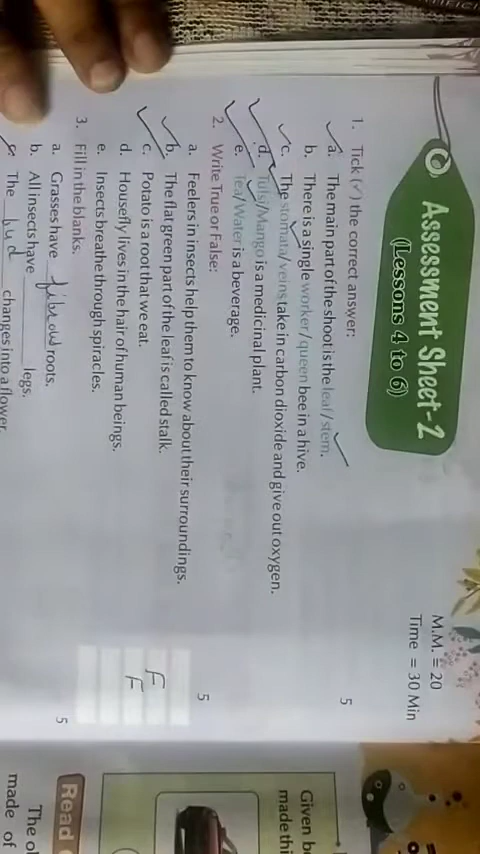 Assessment Sheet-2
(Lessons 4 to 6)
M.M. = 20
Time = 30 Min
1. Tick (✓) the correct answer: 5
a. The main part of the shoot is the leaf/stem.
b. There is a single worker/queen bee in a hive.
c. The stomata/veins take in carbon dioxide and give out oxygen.
d. Tulsi/Mango is a medicinal plant.
e. Tea/Water is a beverage.
2. Write True or False: 5
a. Feelers in insects help them to know about their surroundings.
b. The flat green part of the leaf is called stalk. F
c. Potato is a root that we eat. F
d. Housefly lives in the hair of human beings.
e. Insects breathe through spiracles.
3. Fill in the blanks. 5
a. Grasses have fibrow roots.
b. All insects have ______ legs.
c. The bud changes into a flower.
Given
made thi
Read
The
made of